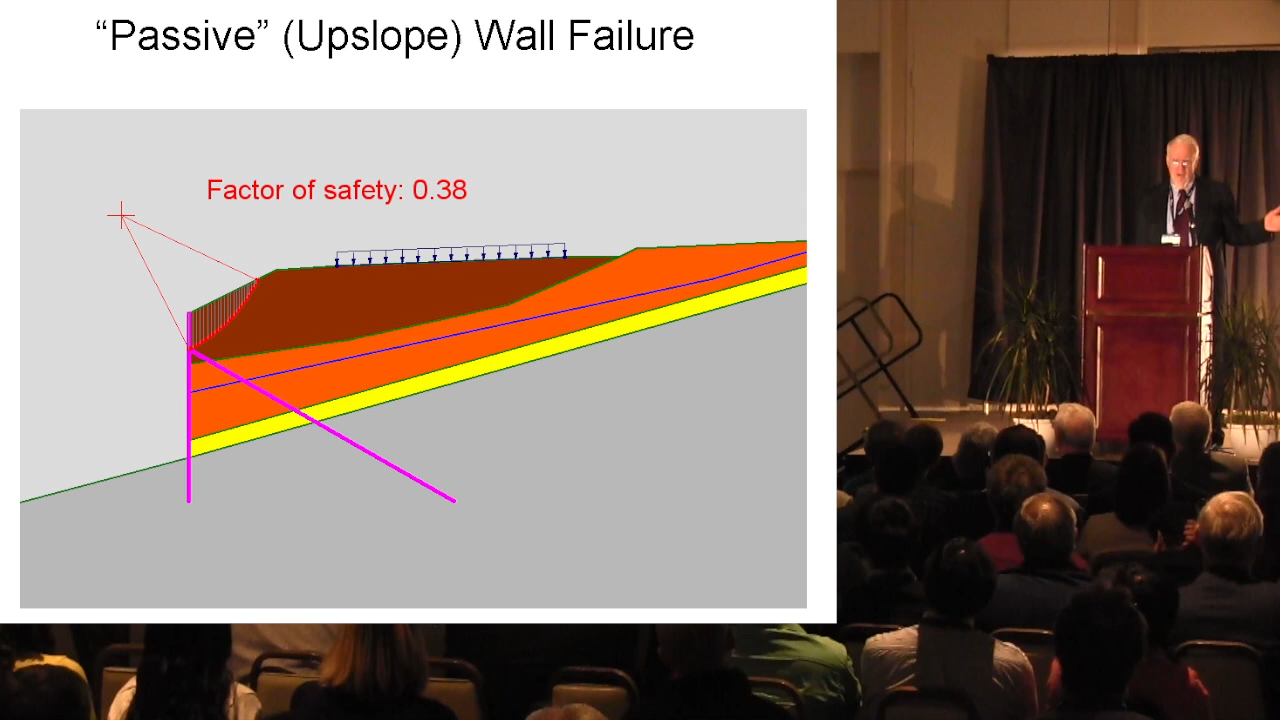 “Passive” (Upslope) Wall Failure
Factor of safety: 0.38